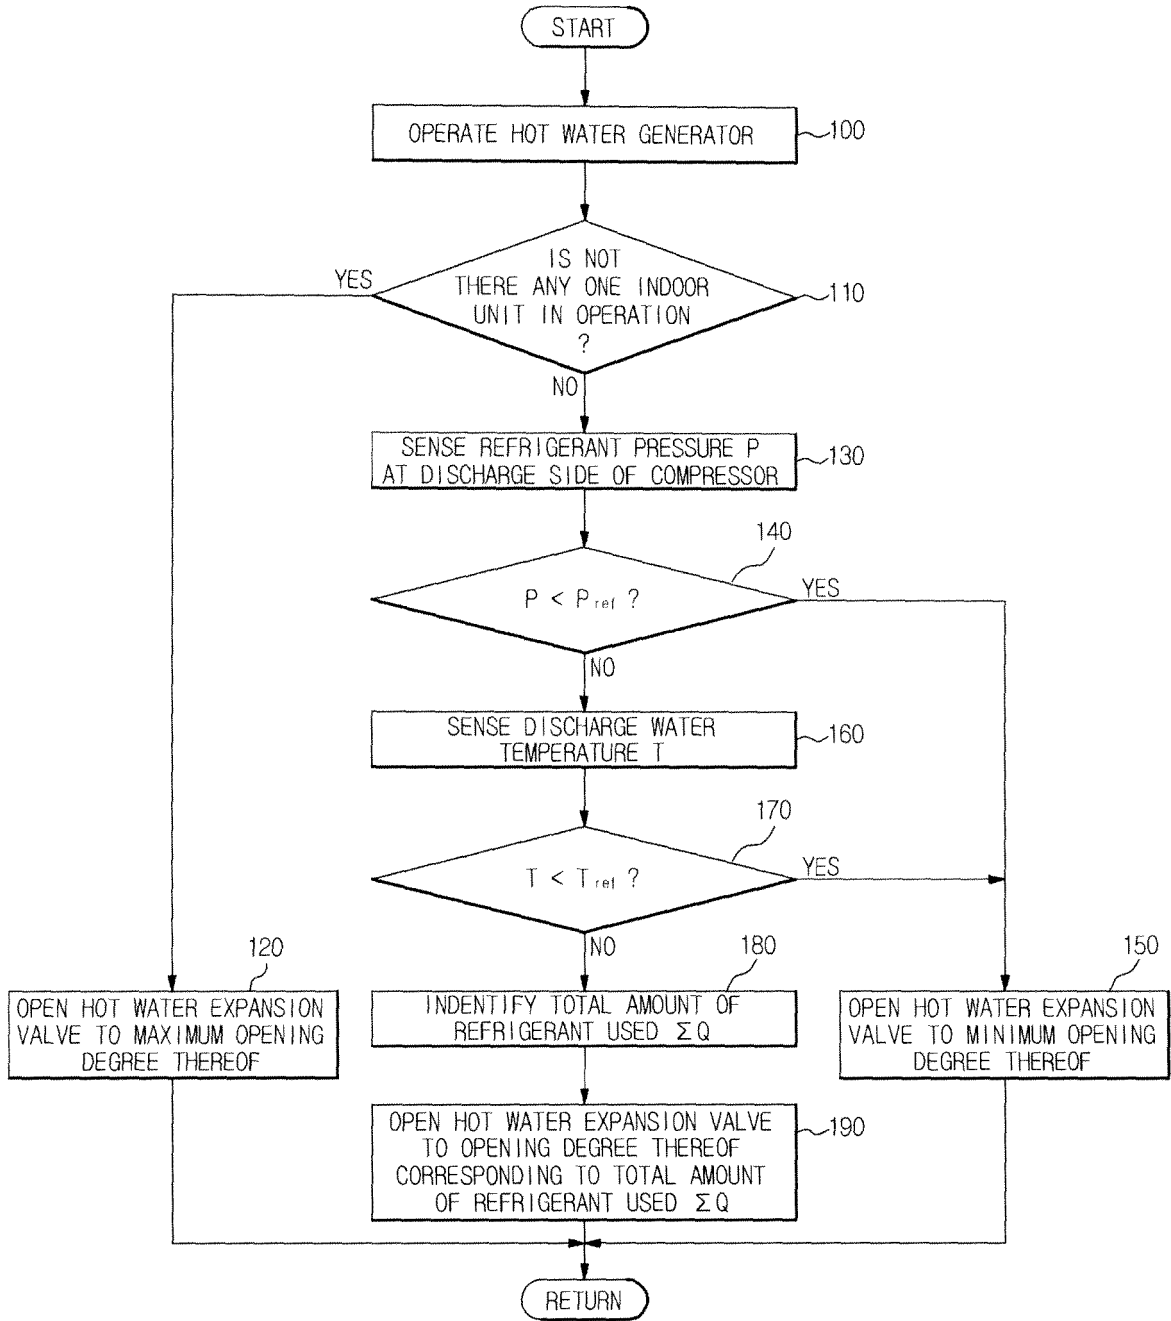 START
OPERATE HOT WATER GENERATOR
100
IS NOT
THERE ANY ONE INDOOR
UNIT IN OPERATION
?
110
YES
NO
SENSE REFRIGERANT PRESSURE P
AT DISCHARGE SIDE OF COMPRESSOR
130
140
P < Pref ?
YES
NO
SENSE DISCHARGE WATER
TEMPERATURE T
160
170
T < Tref ?
YES
NO
120
OPEN HOT WATER EXPANSION
VALVE TO MAXIMUM OPENING
DEGREE THEREOF
180
INDENTIFY TOTAL AMOUNT OF
REFRIGERANT USED ΣQ
150
OPEN HOT WATER EXPANSION
VALVE TO MINIMUM OPENING
DEGREE THEREOF
OPEN HOT WATER EXPANSION VALVE
TO OPENING DEGREE THEREOF
CORRESPONDING TO TOTAL AMOUNT
OF REFRIGERANT USED ΣQ
190
RETURN